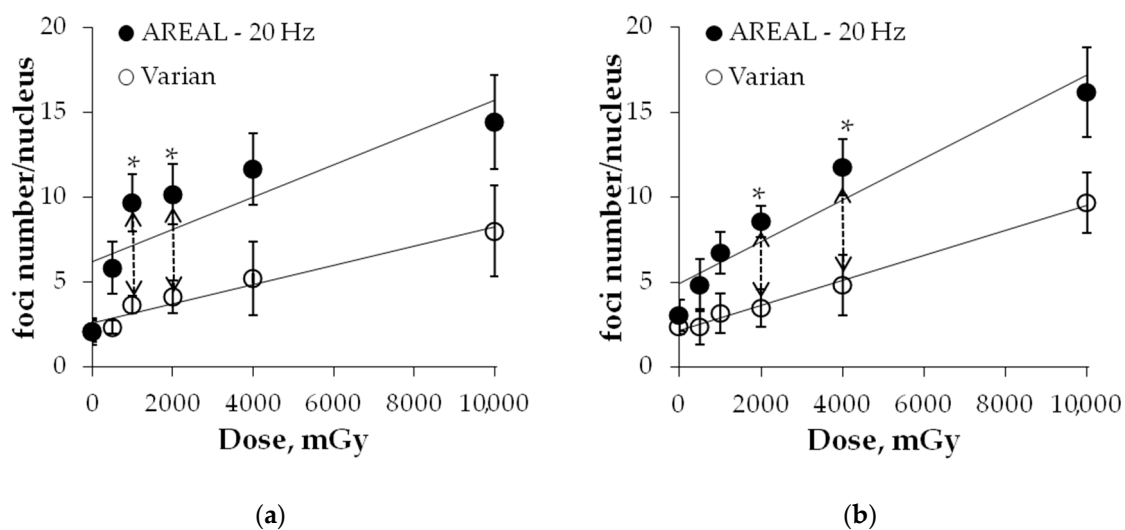 20
15
10
5
0
foci number/nucleus
AREAL - 20 Hz
Varian
* *
0 2000 4000 6000 8000 10,000
Dose, mGy
(a)
20
15
10
5
0
foci number/nucleus
AREAL - 20 Hz
Varian
*
*
0 2000 4000 6000 8000 10,000
Dose, mGy
(b)